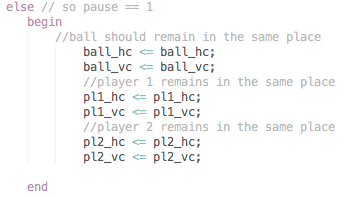 else // so pause == 1
begin
//ball should remain in the same place
ball_hc <= ball_hc;
ball_vc <= ball_vc;
//player 1 remains in the same place
pl1_hc <= pl1_hc;
pl1_vc <= pl1_vc;
//player 2 remains in the same place
pl2_hc <= pl2_hc;
pl2_vc <= pl2_vc;
end